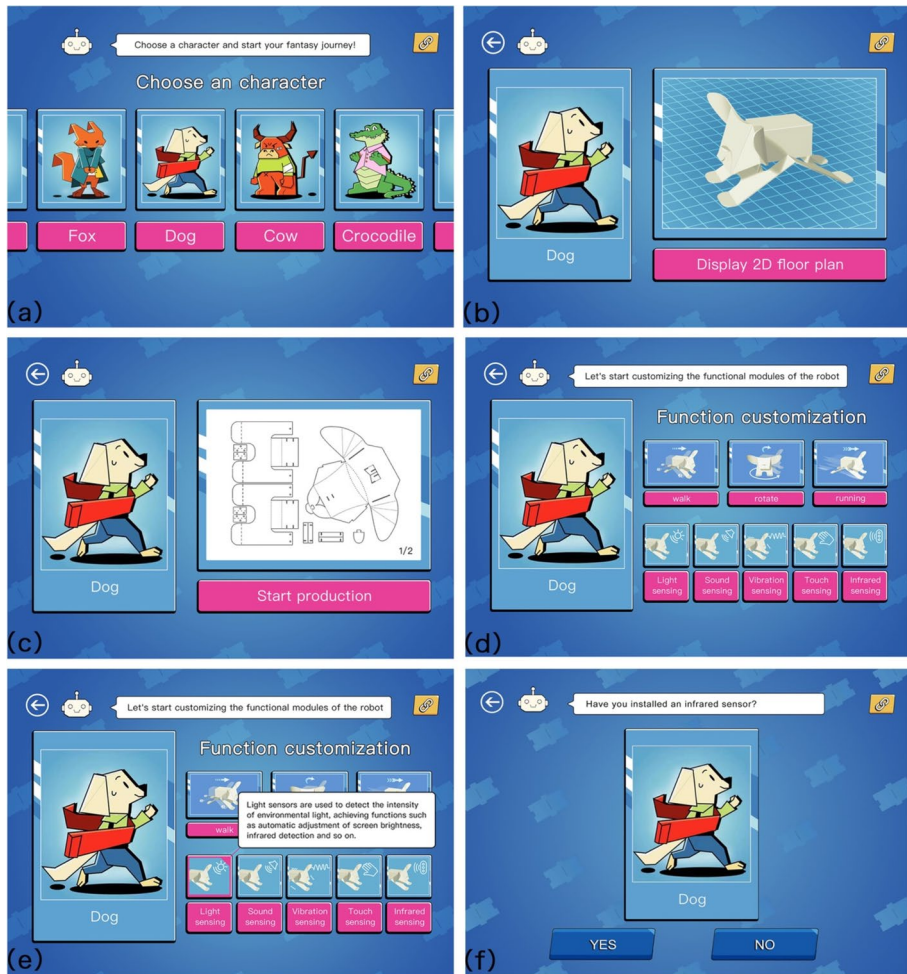 Choose a character and start your fantasy journey!
Choose an character
Fox
Dog
Cow
Crocodile
(a)
Dog
Display 2D floor plan
(b)
Dog
1/2
Start production
(c)
Let's start customizing the functional modules of the robot
Function customization
walk
rotate
running
Dog
Light
sensing
Sound
sensing
Vibration
sensing
Touch
sensing
Infrared
sensing
(d)
Let's start customizing the functional modules of the robot
Function customization
Light sensors are used to detect the intensity
of environmental light, achieving functions such
as automatic adjustment of screen brightness,
infrared detection and so on.
walk
Dog
Light
sensing
Sound
sensing
Vibration
sensing
Touch
sensing
Infrared
sensing
(e)
Have you installed an infrared sensor?
Dog
YES
NO
(f)